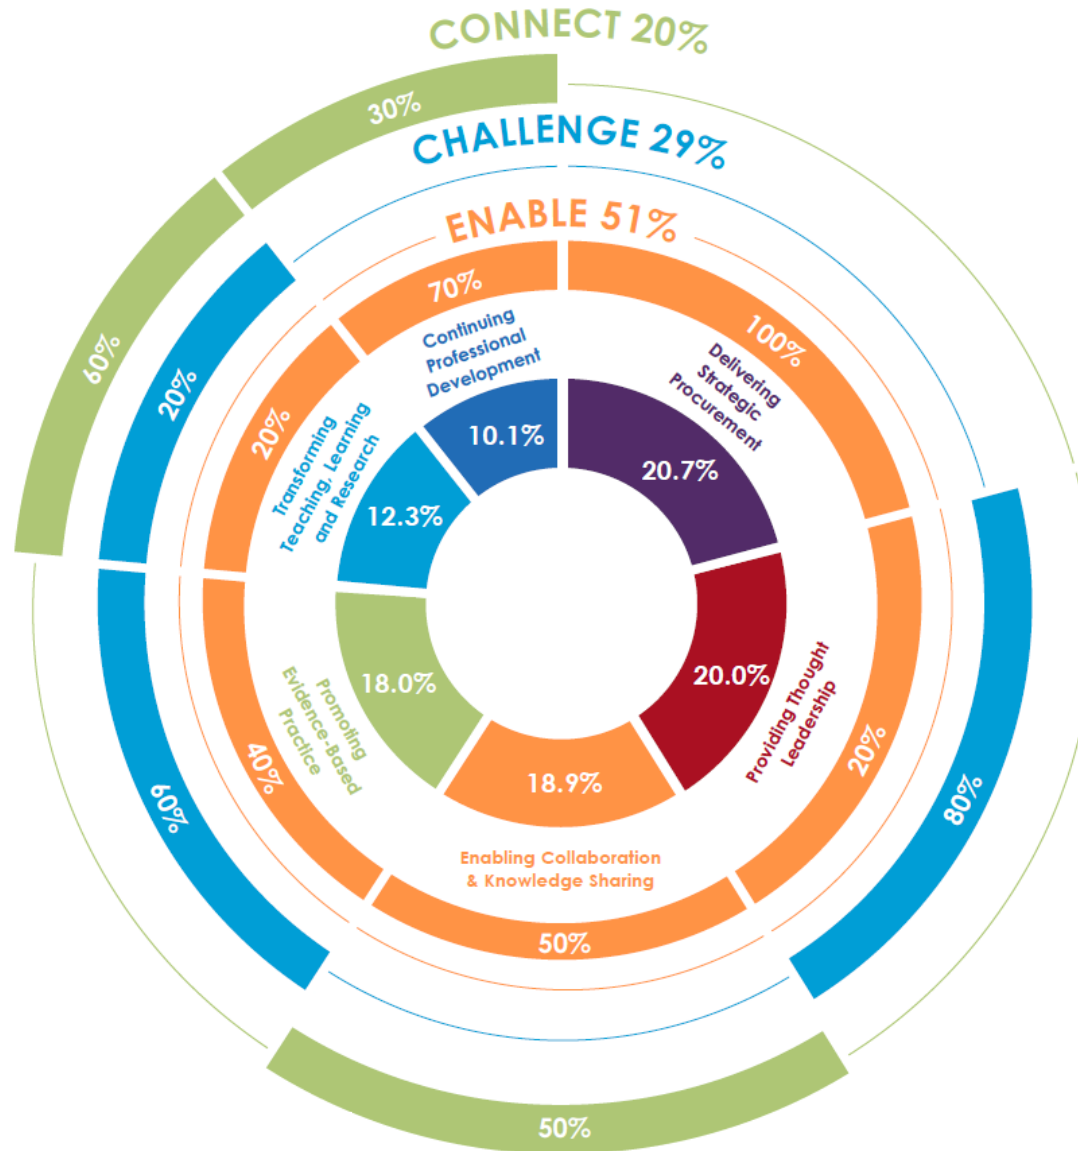 CONNECT 20%
30%
CHALLENGE 29%
ENABLE 51%
70%
100%
60%
20%
20%
Continuing
Professional
Development
Delivering
Strategic
Procurement
Transforming
Teaching, Learning
and Research
10.1%
20.7%
12.3%
18.0%
20.0%
18.9%
Promoting
Evidence-Based
Practice
Providing Thought
Leadership
Enabling Collaboration
& Knowledge Sharing
40%
20%
60%
80%
50%
50%